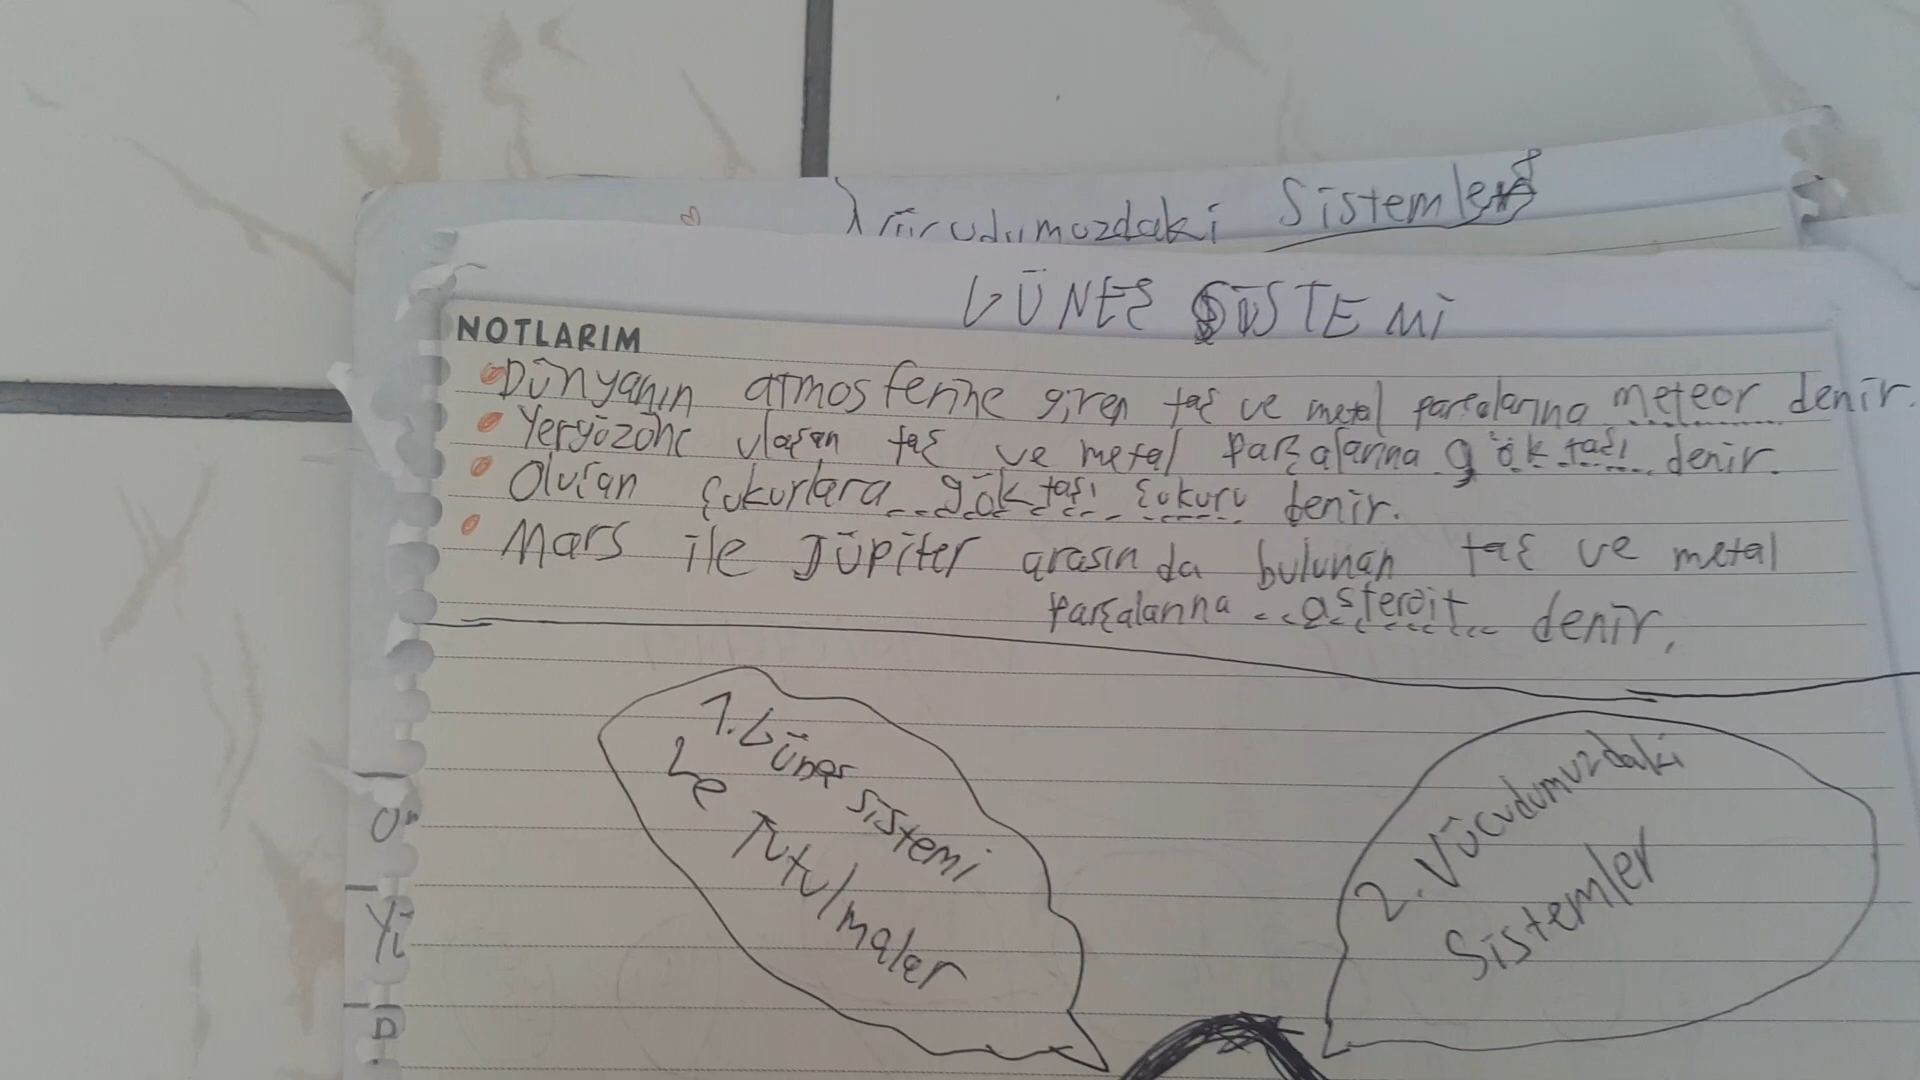 Vücudumuzdaki Sistemler
GÜNEŞ SİSTEMİ
NOTLARIM
Dünyanın atmosferine giren taş ve metal parçalarına meteor denir.
Yeryüzüne ulaşan taş ve metal parçalarına gök taşı denir.
Oluşan çukurlara gök taşı çukuru denir.
Mars ile Jüpiter arasında bulunan taş ve metal
parçalarına asteroit denir.
1. Güneş sistemi
ve Tutulmalar
2. Vücudumuzdaki
Sistemler